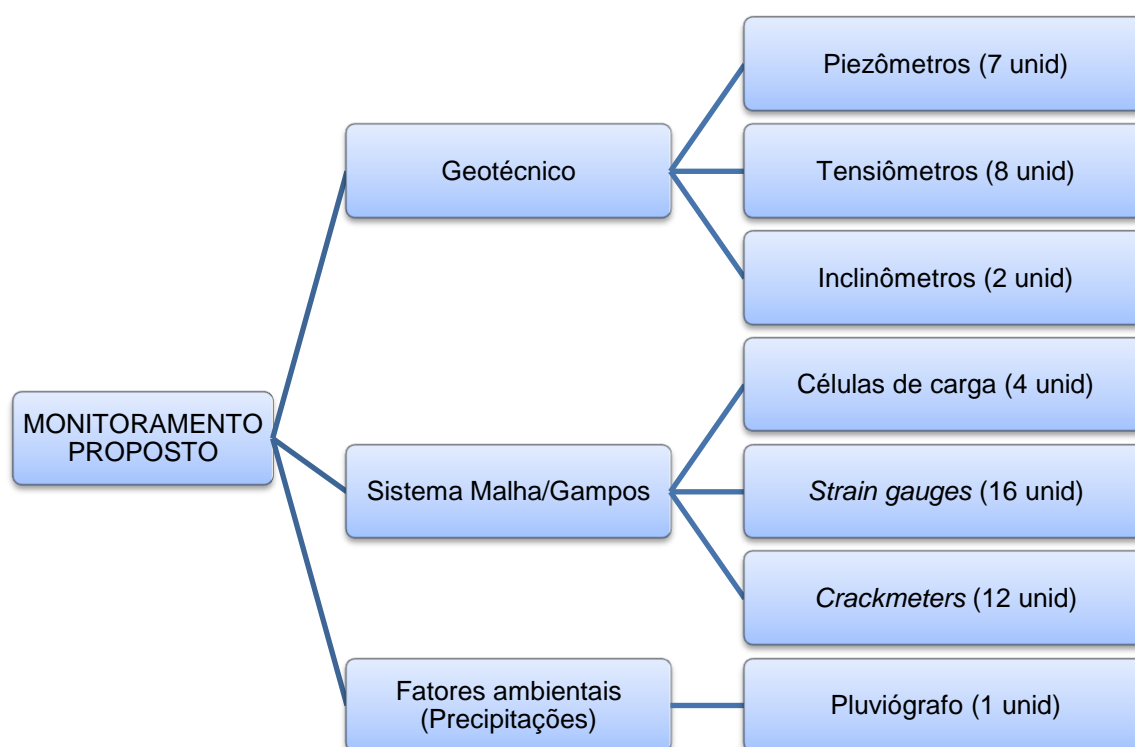 MONITORAMENTO
PROPOSTO
Geotécnico
Piezômetros (7 unid)
Tensiômetros (8 unid)
Inclinômetros (2 unid)
Sistema Malha/Gampos
Células de carga (4 unid)
Strain gauges (16 unid)
Crackmeters (12 unid)
Fatores ambientais
(Precipitações)
Pluviógrafo (1 unid)